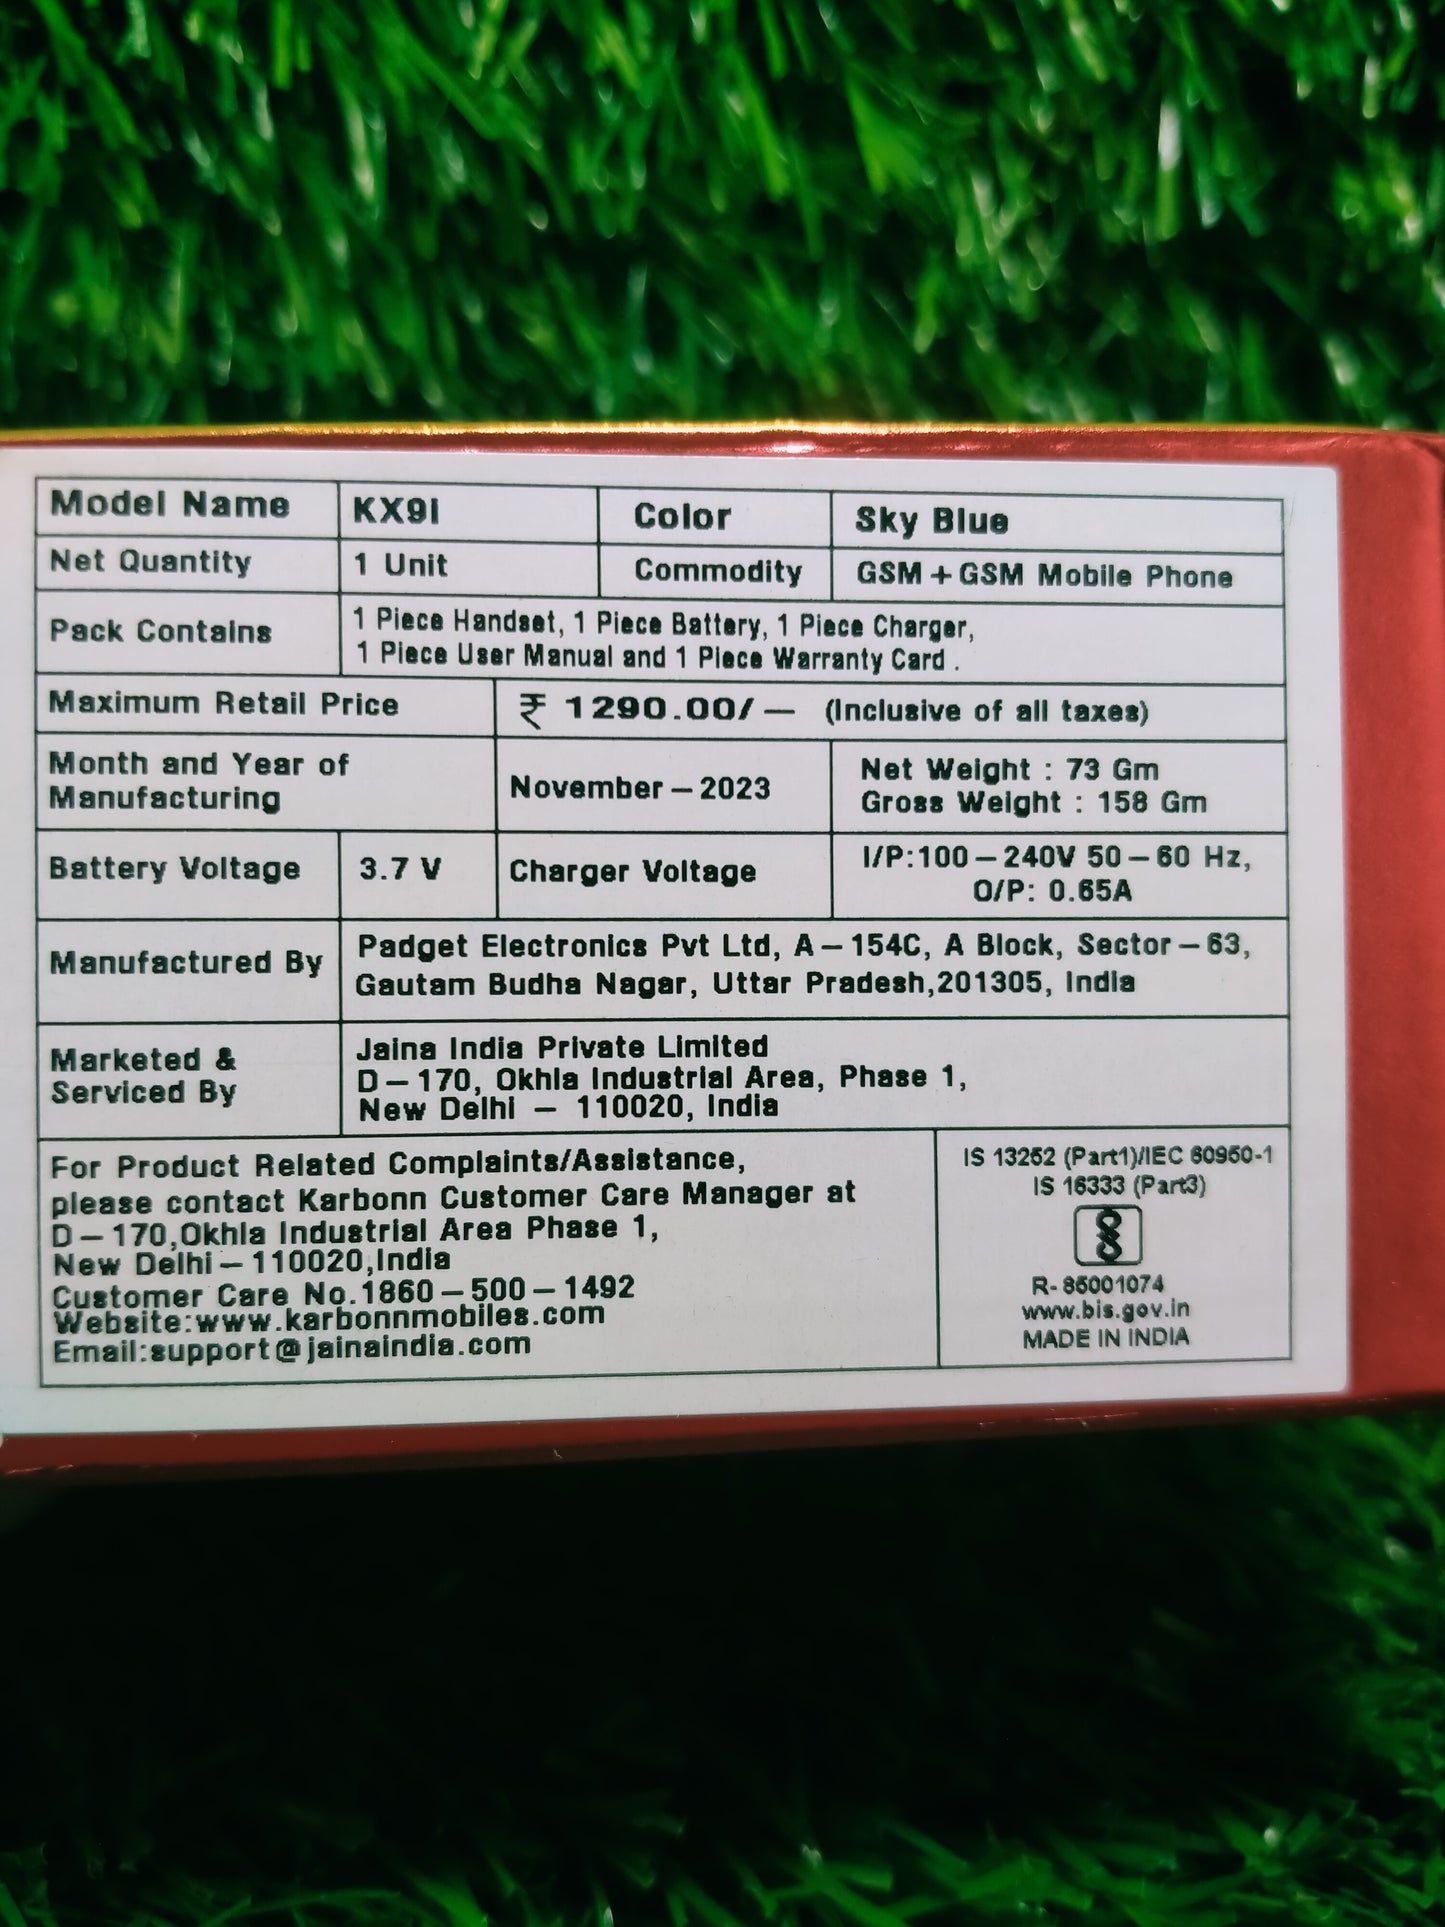 Model Name KX9i Color Sky Blue
Net Quantity 1 Unit Commodity GSM + GSM Mobile Phone
Pack Contains
1 Piece Handset, 1 Piece Battery, 1 Piece Charger,
1 Piece User Manual and 1 Piece Warranty Card .
Maximum Retail Price ₹ 1290.00/— (Inclusive of all taxes)
Month and Year of
Manufacturing
November – 2023
Net Weight : 73 Gm
Gross Weight : 158 Gm
Battery Voltage 3.7 V Charger Voltage
I/P:100 – 240V 50 – 60 Hz,
O/P: 0.65A
Manufactured By
Padget Electronics Pvt Ltd, A – 154C, A Block, Sector – 63,
Gautam Budha Nagar, Uttar Pradesh,201305, India
Marketed &
Serviced By
Jaina India Private Limited
D – 170, Okhla Industrial Area, Phase 1,
New Delhi – 110020, India
For Product Related Complaints/Assistance,
please contact Karbonn Customer Care Manager at
D – 170,Okhla Industrial Area Phase 1,
New Delhi – 110020,India
Customer Care No.1860 – 500 – 1492
Website:www.karbonnmobiles.com
Email:support@jainaindia.com
IS 13252 (Part1)/IEC 60950-1
IS 16333 (Part3)
R- 85001074
www.bis.gov.in
MADE IN INDIA